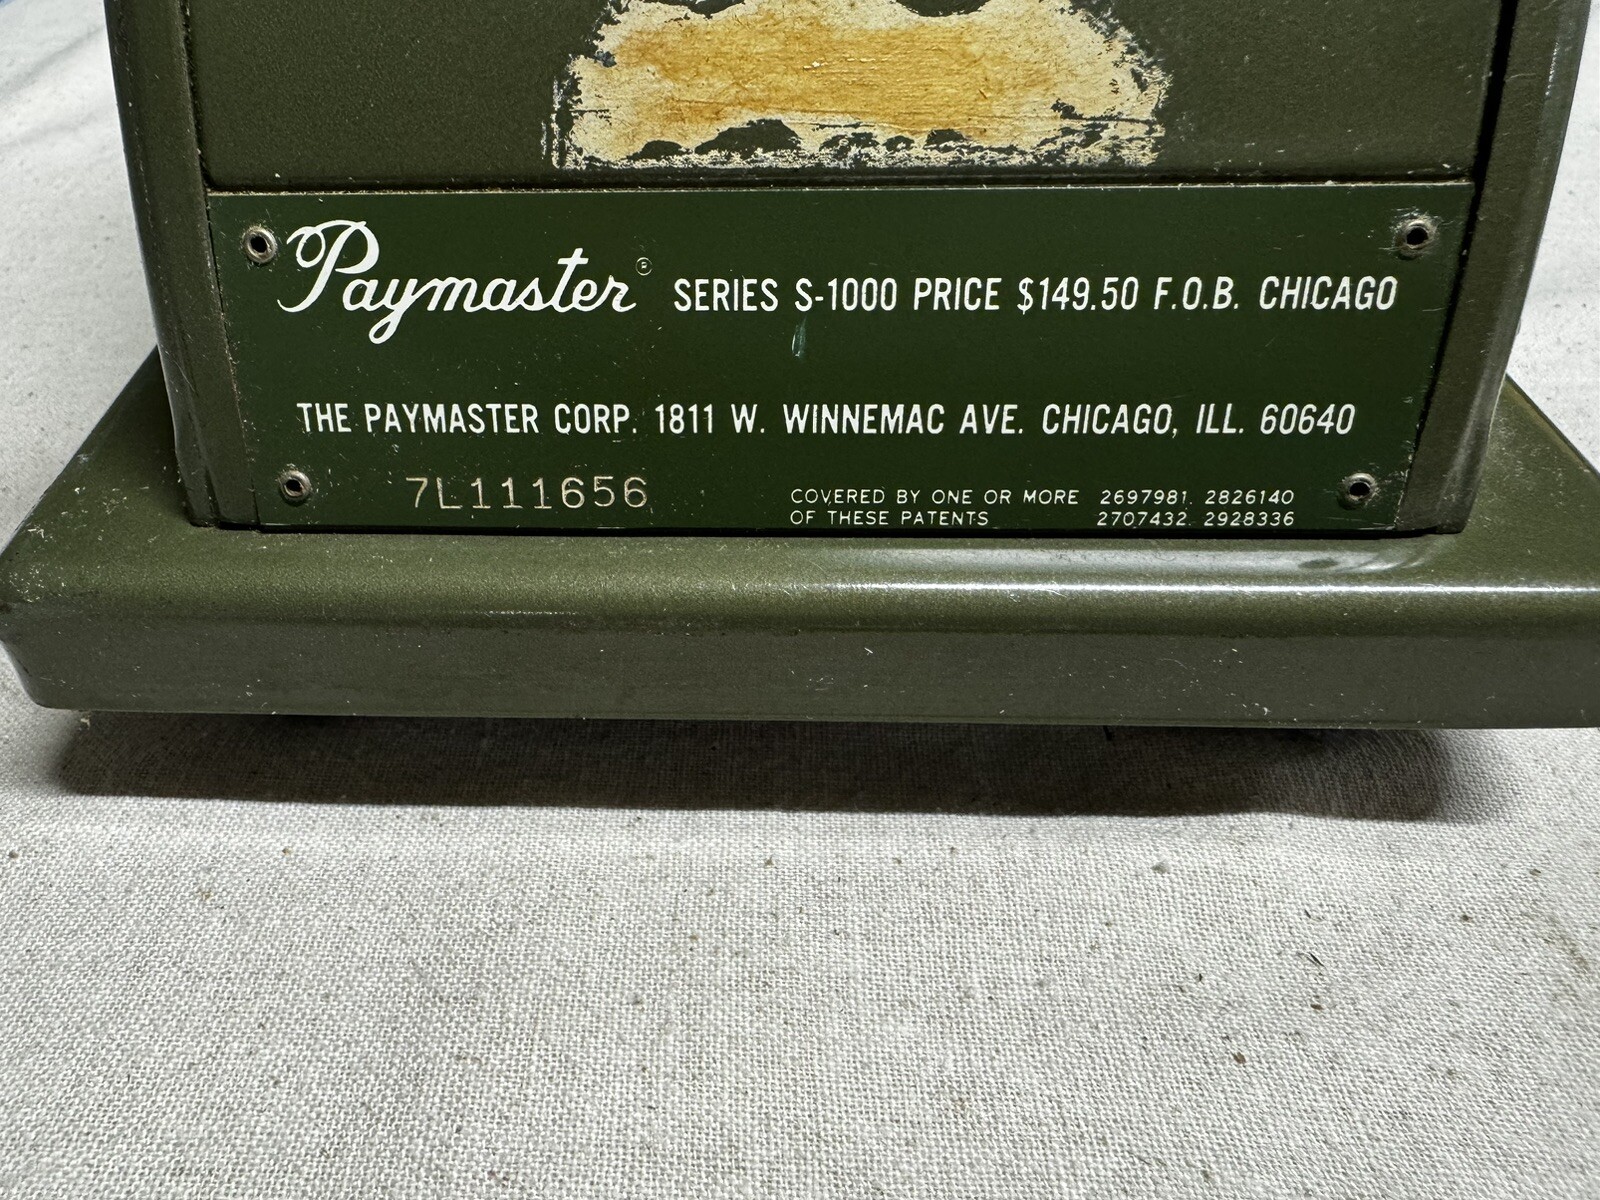 Paymaster® SERIES S-1000 PRICE $149.50 F.O.B. CHICAGO
THE PAYMASTER CORP. 1811 W. WINNEMAC AVE. CHICAGO, ILL. 60640
7L111656
COVERED BY ONE OR MORE 2697981. 2826140
OF THESE PATENTS 2707432. 2928336